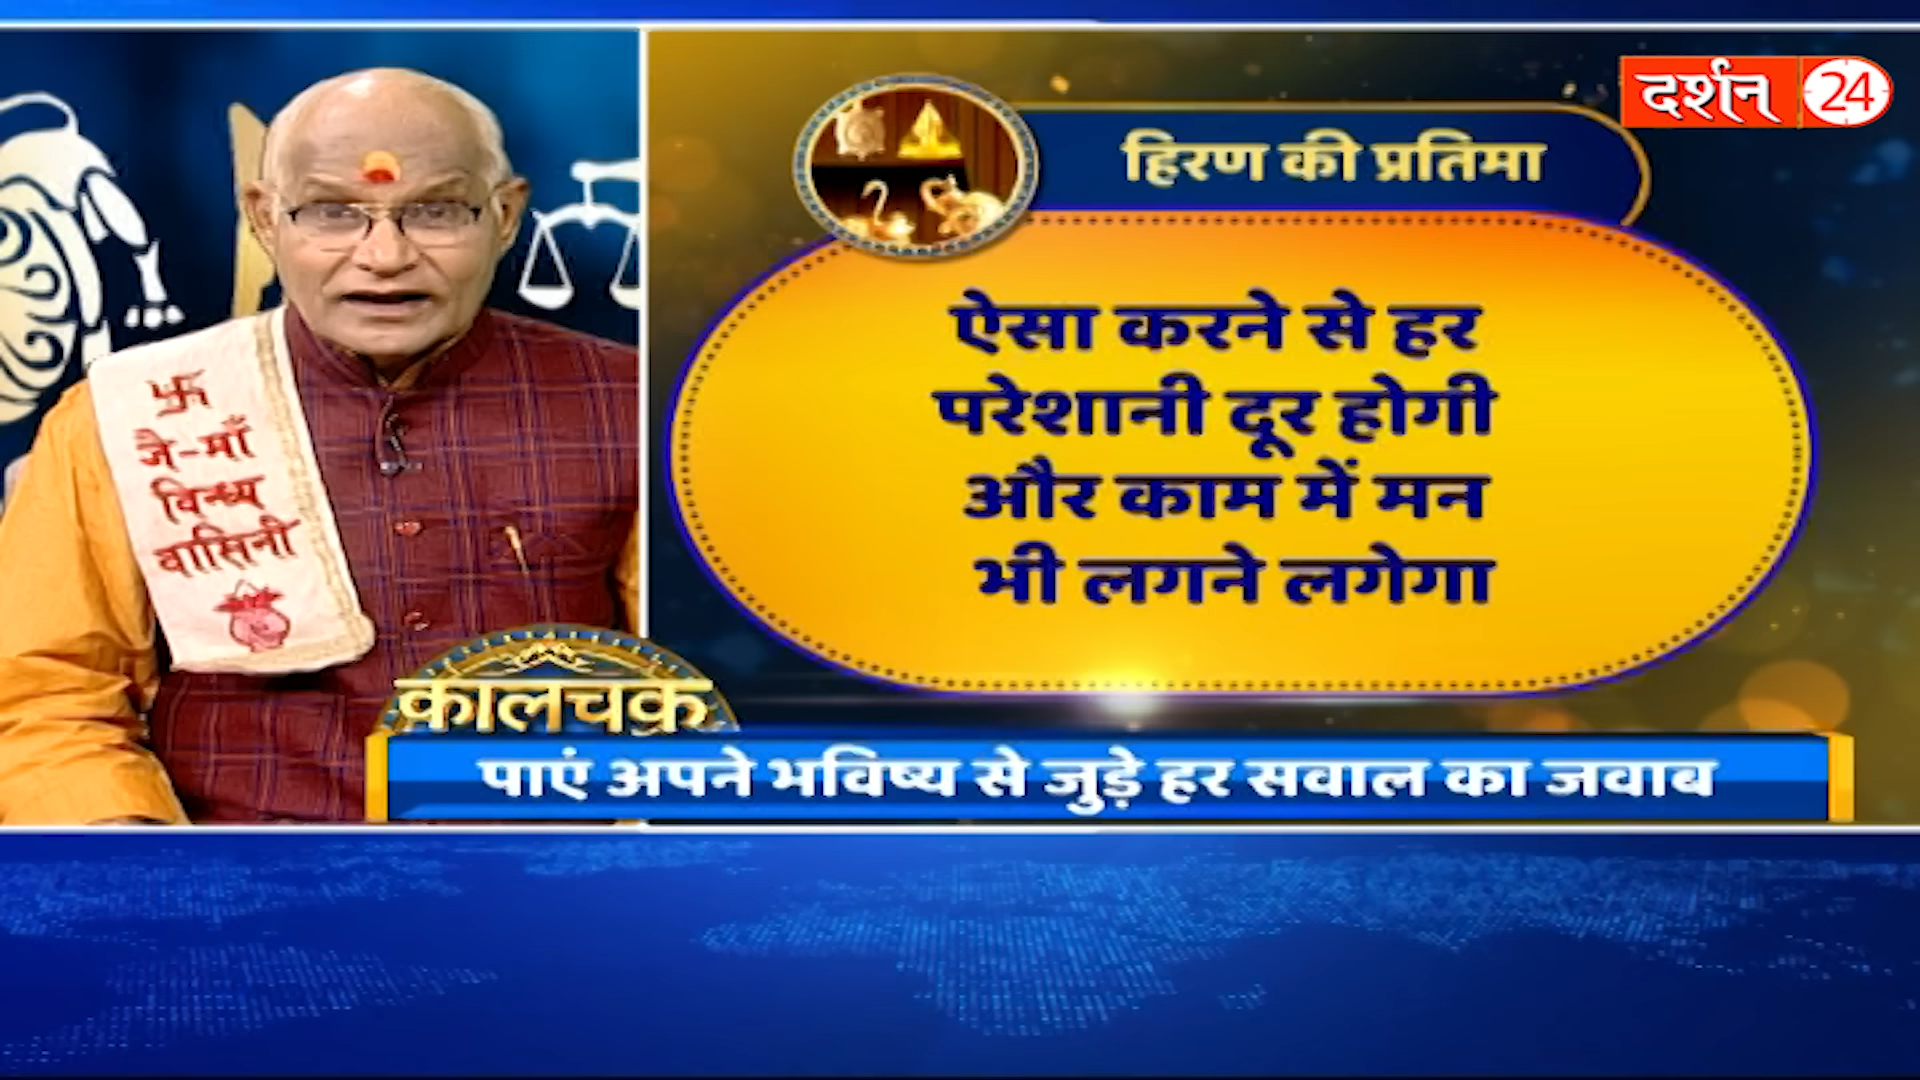 दर्शन 24
हिरण की प्रतिमा
ऐसा करने से हर
परेशानी दूर होगी
और काम में मन
भी लगने लगेगा
जै-माँ
विन्ध्य
वासिनी
कालचक्र
पाएं अपने भविष्य से जुड़े हर सवाल का जवाब